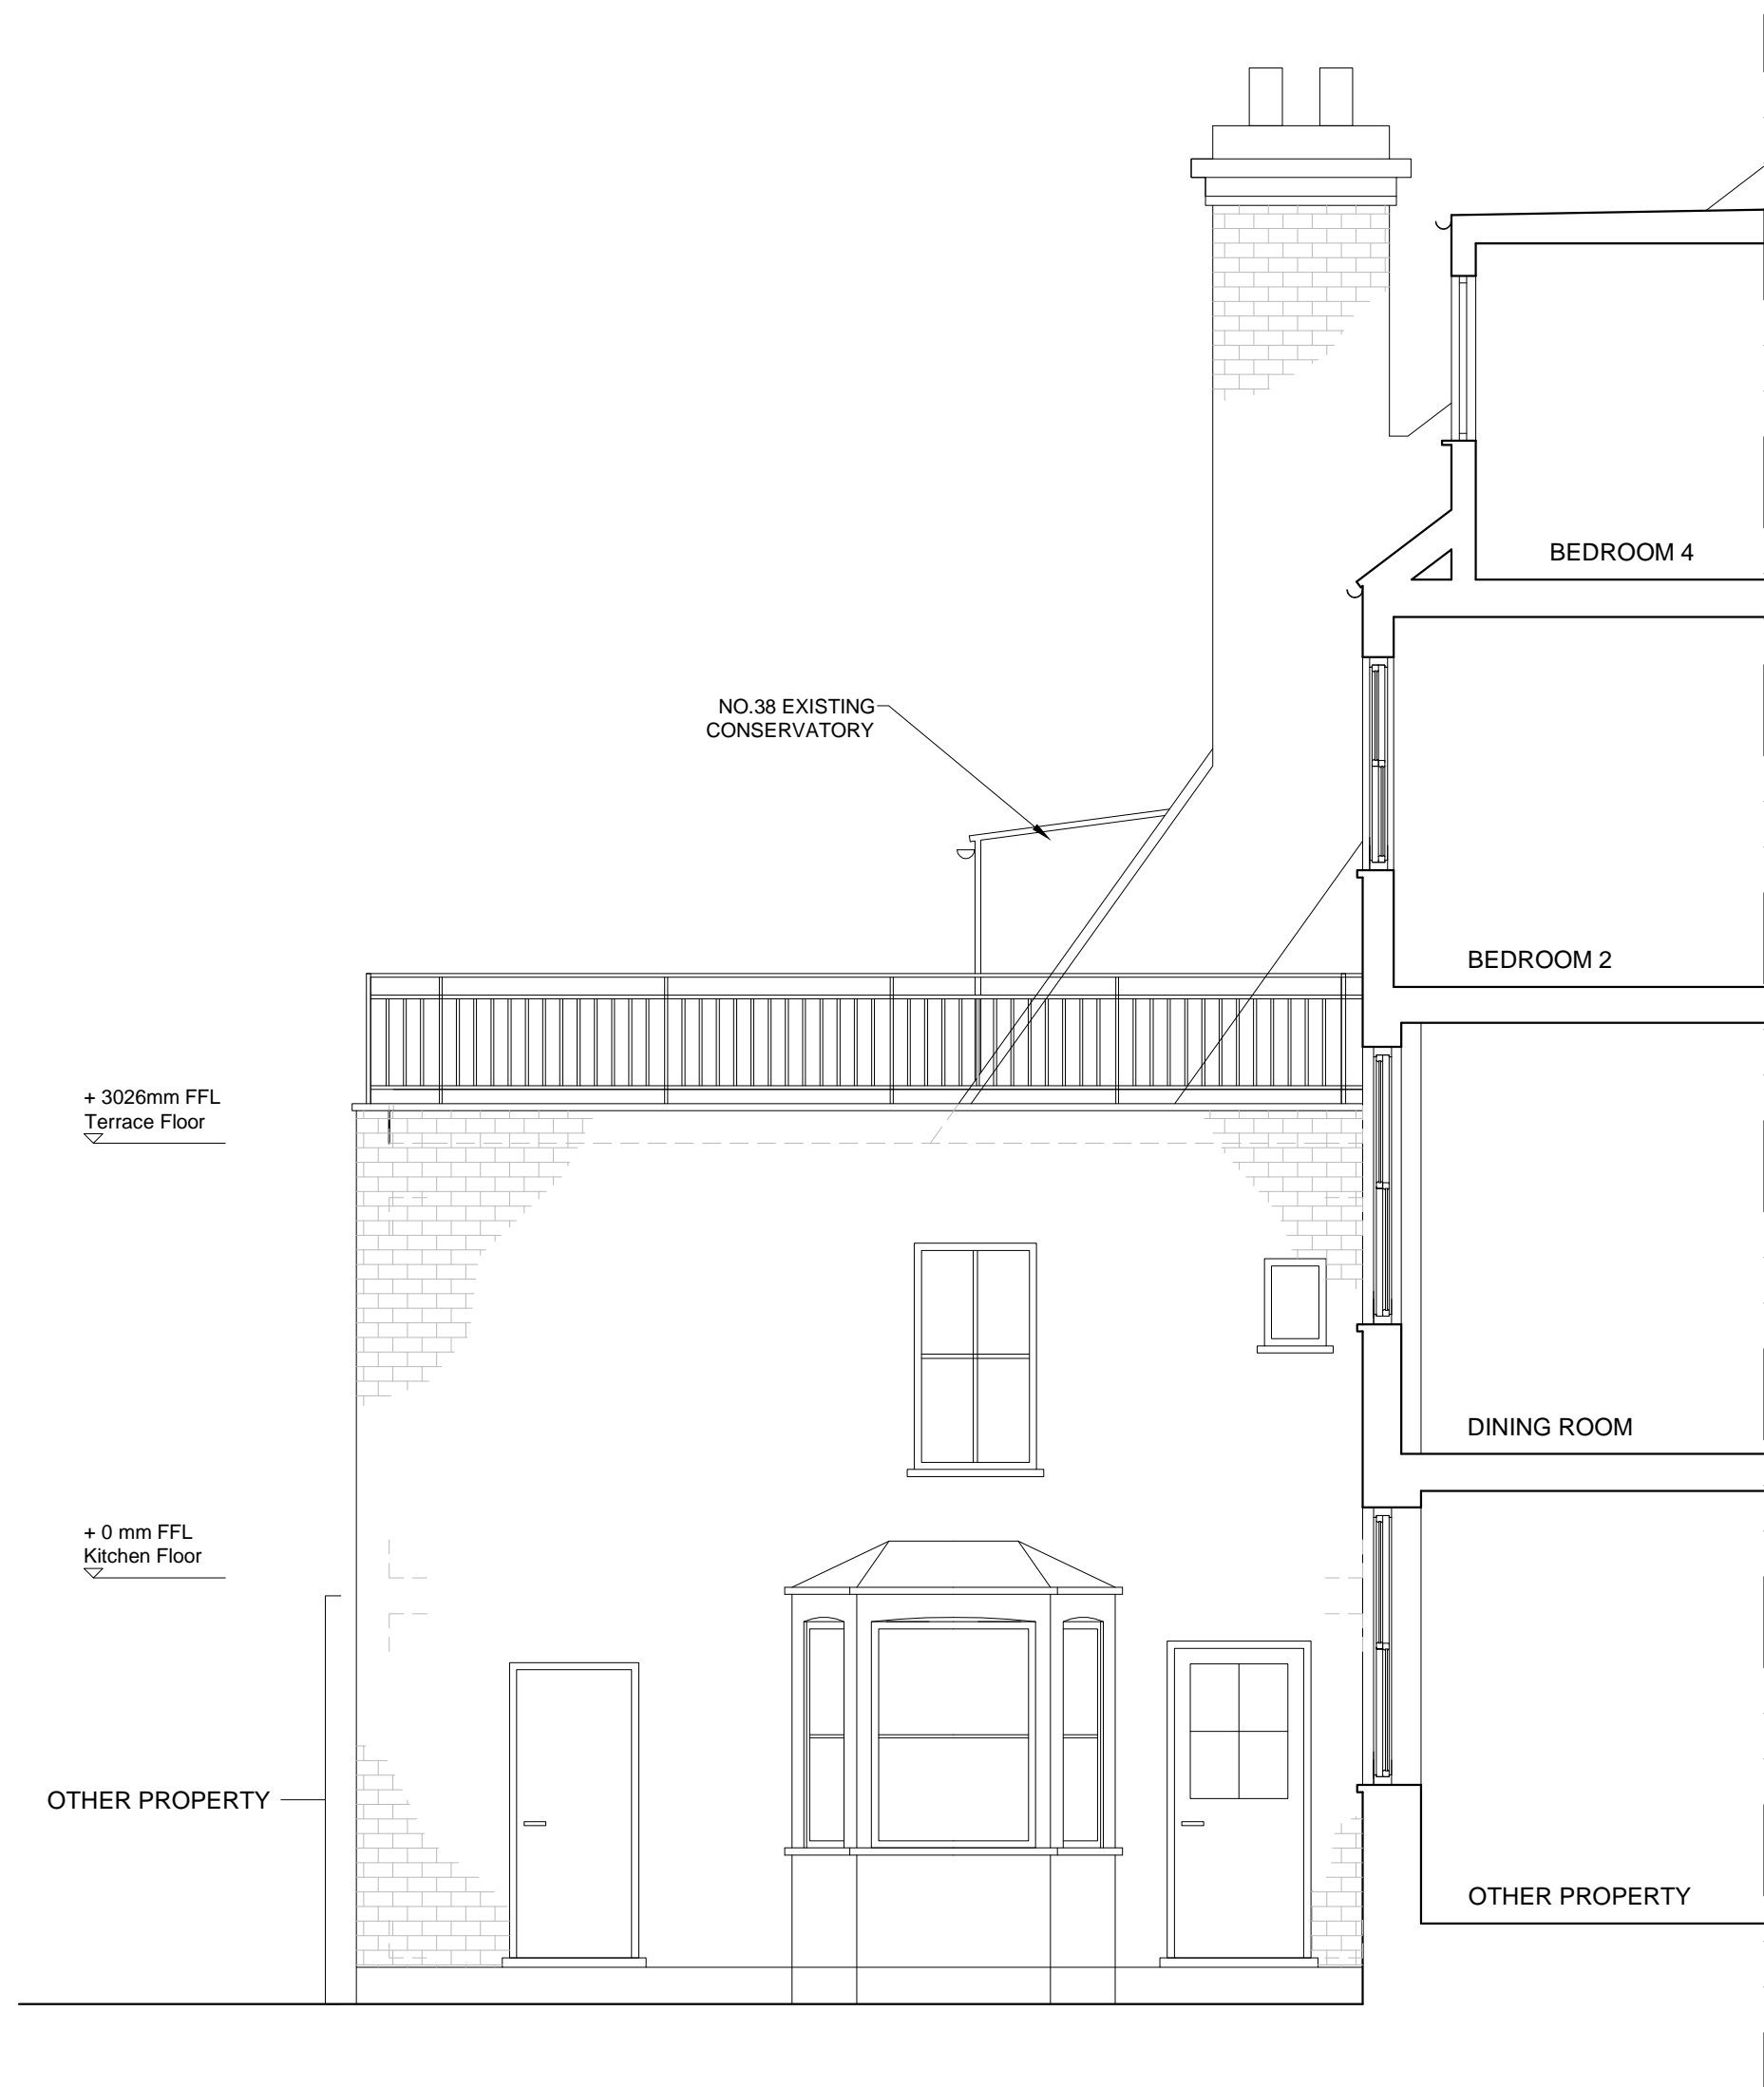 BEDROOM 4
NO.38 EXISTING
CONSERVATORY
BEDROOM 2
+ 3026mm FFL
Terrace Floor
DINING ROOM
+ 0 mm FFL
Kitchen Floor
OTHER PROPERTY
OTHER PROPERTY